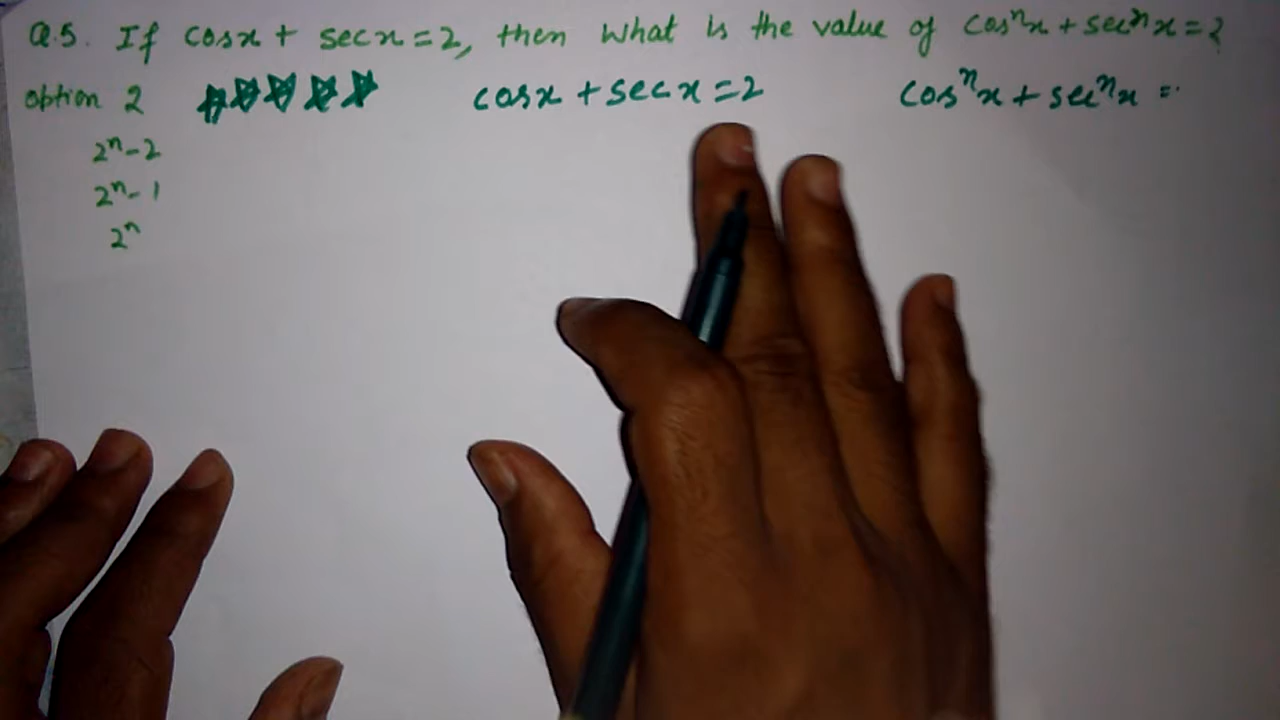 Q.5. If cosx + secx = 2, then what is the value of cosⁿx + secⁿx = ?
option 2 cosx + secx = 2 cosⁿx + secⁿx =
2ⁿ-2
2ⁿ-1
2ⁿ